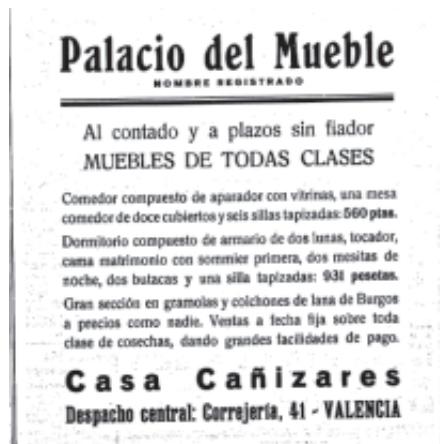 Palacio del Mueble
NOMBRE REGISTRADO
Al contado y a plazos sin fiador
MUEBLES DE TODAS CLASES
Comedor compuesto de aparador con vitrinas, una mesa
comedor de doce cubiertos y seis sillas tapizadas: 560 ptas.
Dormitorio compuesto de armario de dos lunas, tocador,
cama matrimonio con sommier primera, dos mesitas de
noche, dos butacas y una silla tapizadas: 931 pesetas.
Gran sección en gramolas y colchones de lana de Burgos
a precios como nadie. Ventas a fecha fija sobre toda
clase de cosechas, dando grandes facilidades de pago.
Casa Cañizares
Despacho central: Correjería, 41 - VALENCIA